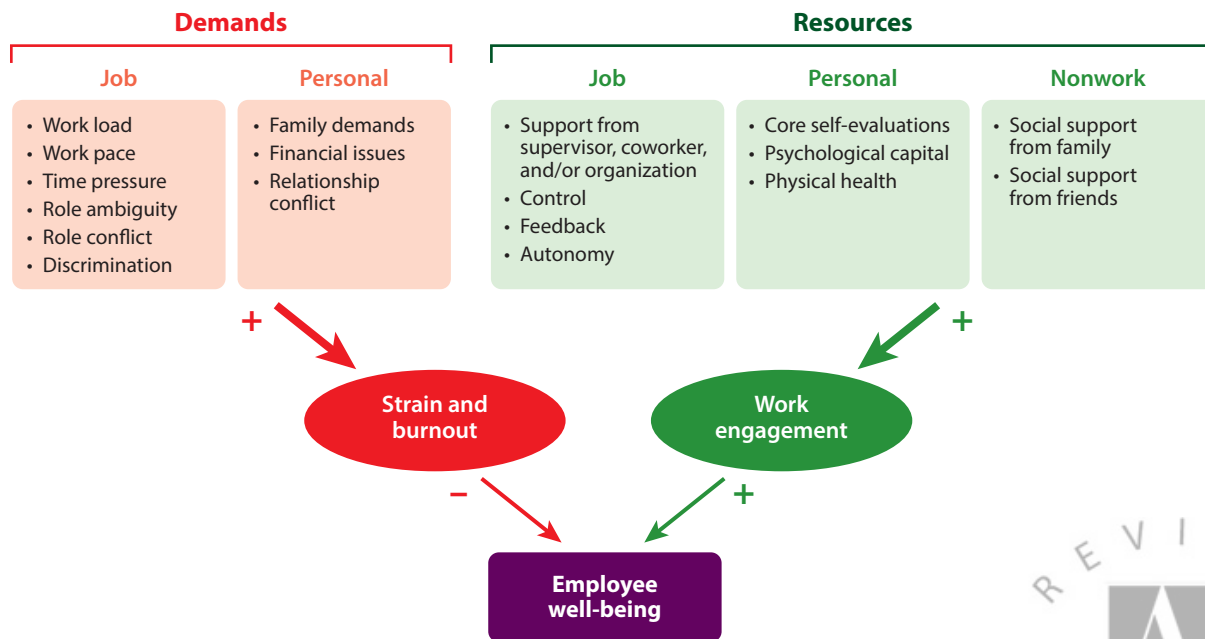 Demands
Resources
Job
Personal
Job
Personal
Nonwork
• Work load
• Work pace
• Time pressure
• Role ambiguity
• Role conflict
• Discrimination
• Family demands
• Financial issues
• Relationship
conflict
• Support from
supervisor, coworker,
and/or organization
• Control
• Feedback
• Autonomy
• Core self-evaluations
• Psychological capital
• Physical health
• Social support
from family
• Social support
from friends
+
+
Strain and
burnout
Work
engagement
–
+
Employee
well-being
R E V I